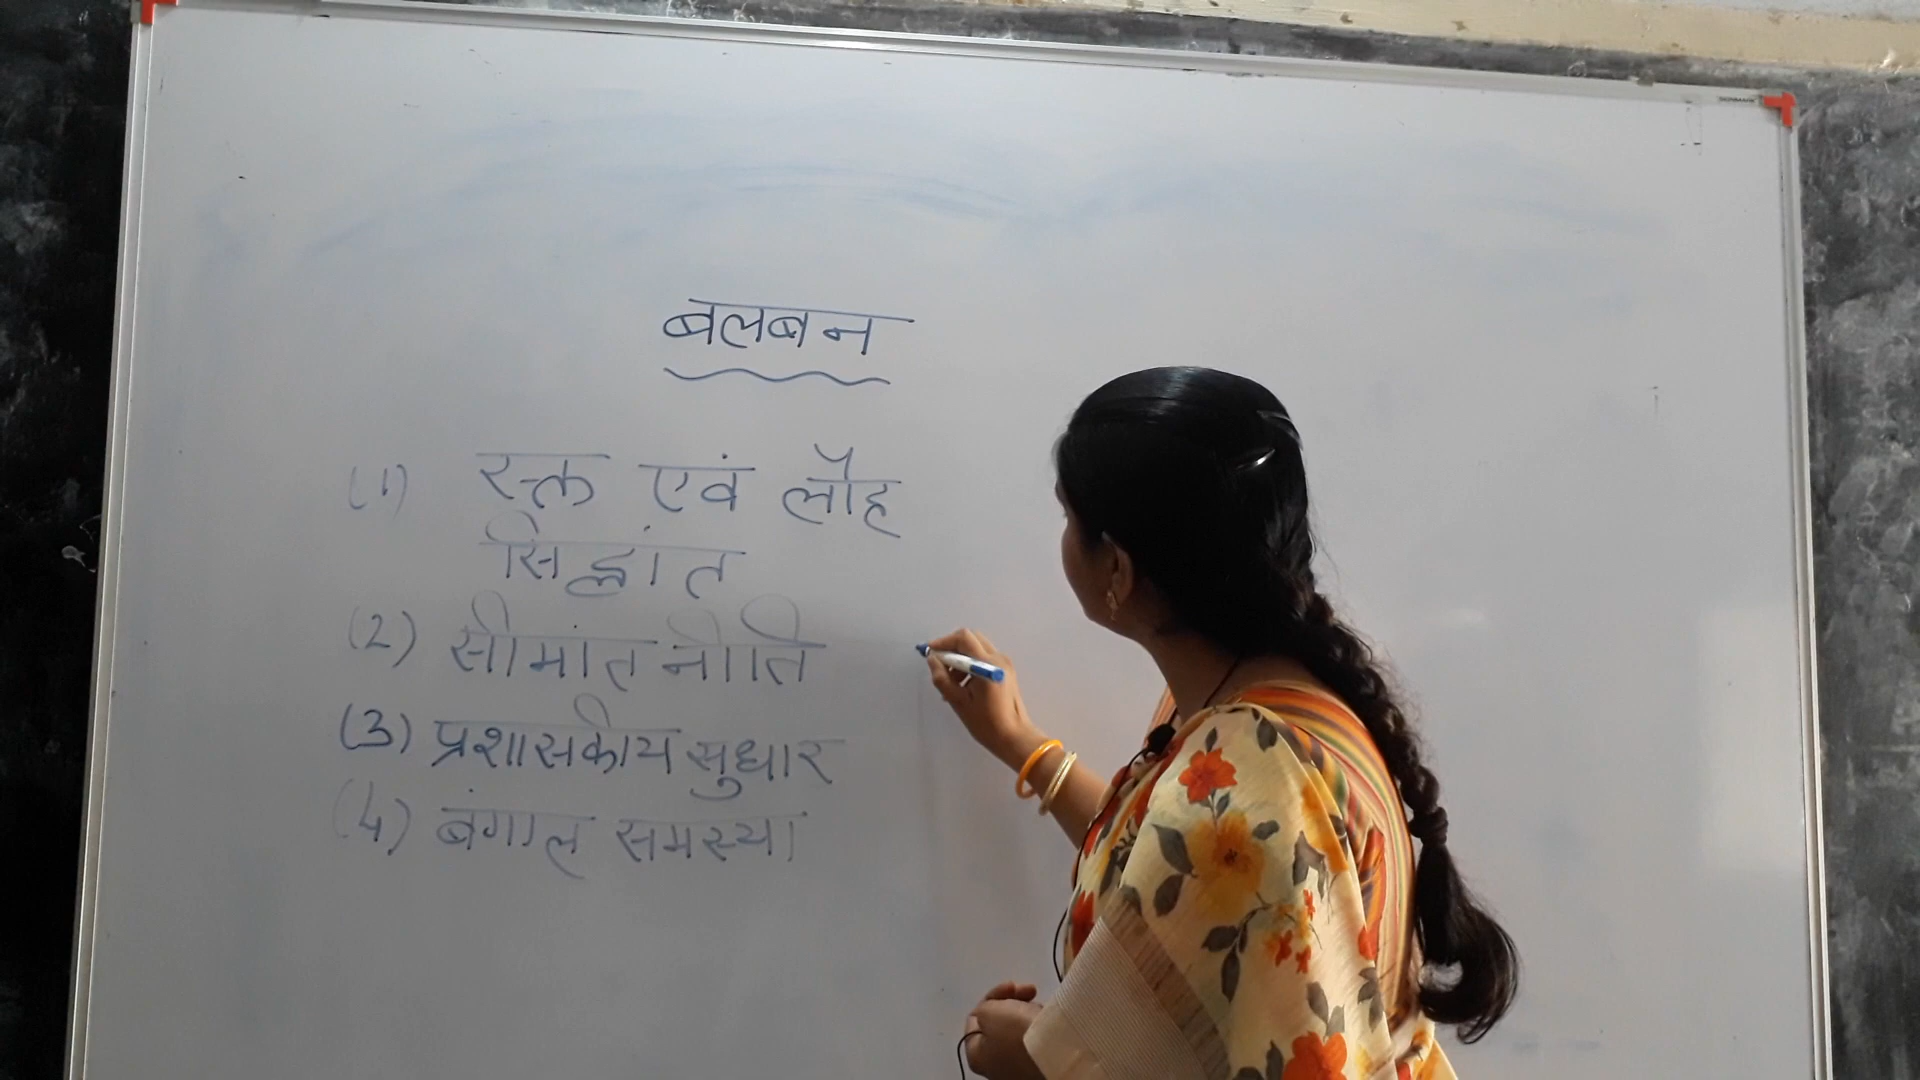 बलबन
(1) रक्त एवं लौह
सिद्धांत
(2) सीमांत नीति
(3) प्रशासकीय सुधार
(4) बंगाल समस्या